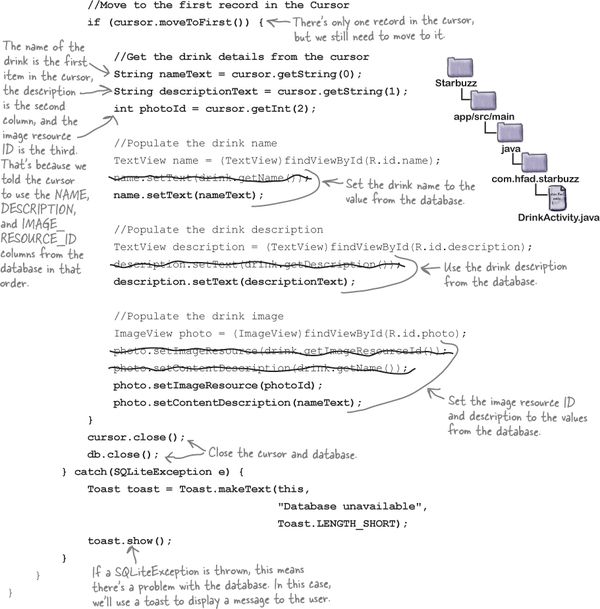 //Move to the first record in the Cursor
if (cursor.moveToFirst()) {
There's only one record in the cursor,
but we still need to move to it.
The name of the
drink is the first
item in the cursor,
the description
is the second
column, and the
image resource
ID is the third.
That's because we
told the cursor
to use the NAME,
DESCRIPTION,
and IMAGE_
RESOURCE_ID
columns from the
database in that
order.
//Get the drink details from the cursor
String nameText = cursor.getString(0);
String descriptionText = cursor.getString(1);
int photoId = cursor.getInt(2);
Starbuzz
app/src/main
java
com.hfad.starbuzz
DrinkActivity.java
//Populate the drink name
TextView name = (TextView)findViewById(R.id.name);
name.setText(drink.getName());
name.setText(nameText);
Set the drink name to the
value from the database.
//Populate the drink description
TextView description = (TextView)findViewById(R.id.description);
description.setText(drink.getDescription());
description.setText(descriptionText);
Use the drink description
from the database.
//Populate the drink image
ImageView photo = (ImageView)findViewById(R.id.photo);
photo.setImageResource(drink.getImageResourceId());
photo.setContentDescription(drink.getName());
photo.setImageResource(photoId);
photo.setContentDescription(nameText);
Set the image resource ID
and description to the values
from the database.
}
cursor.close();
db.close();
Close the cursor and database.
} catch(SQLiteException e) {
Toast toast = Toast.makeText(this,
"Database unavailable",
Toast.LENGTH_SHORT);
toast.show();
}
If a SQLiteException is thrown, this means
there's a problem with the database. In this case,
we'll use a toast to display a message to the user.
}
}